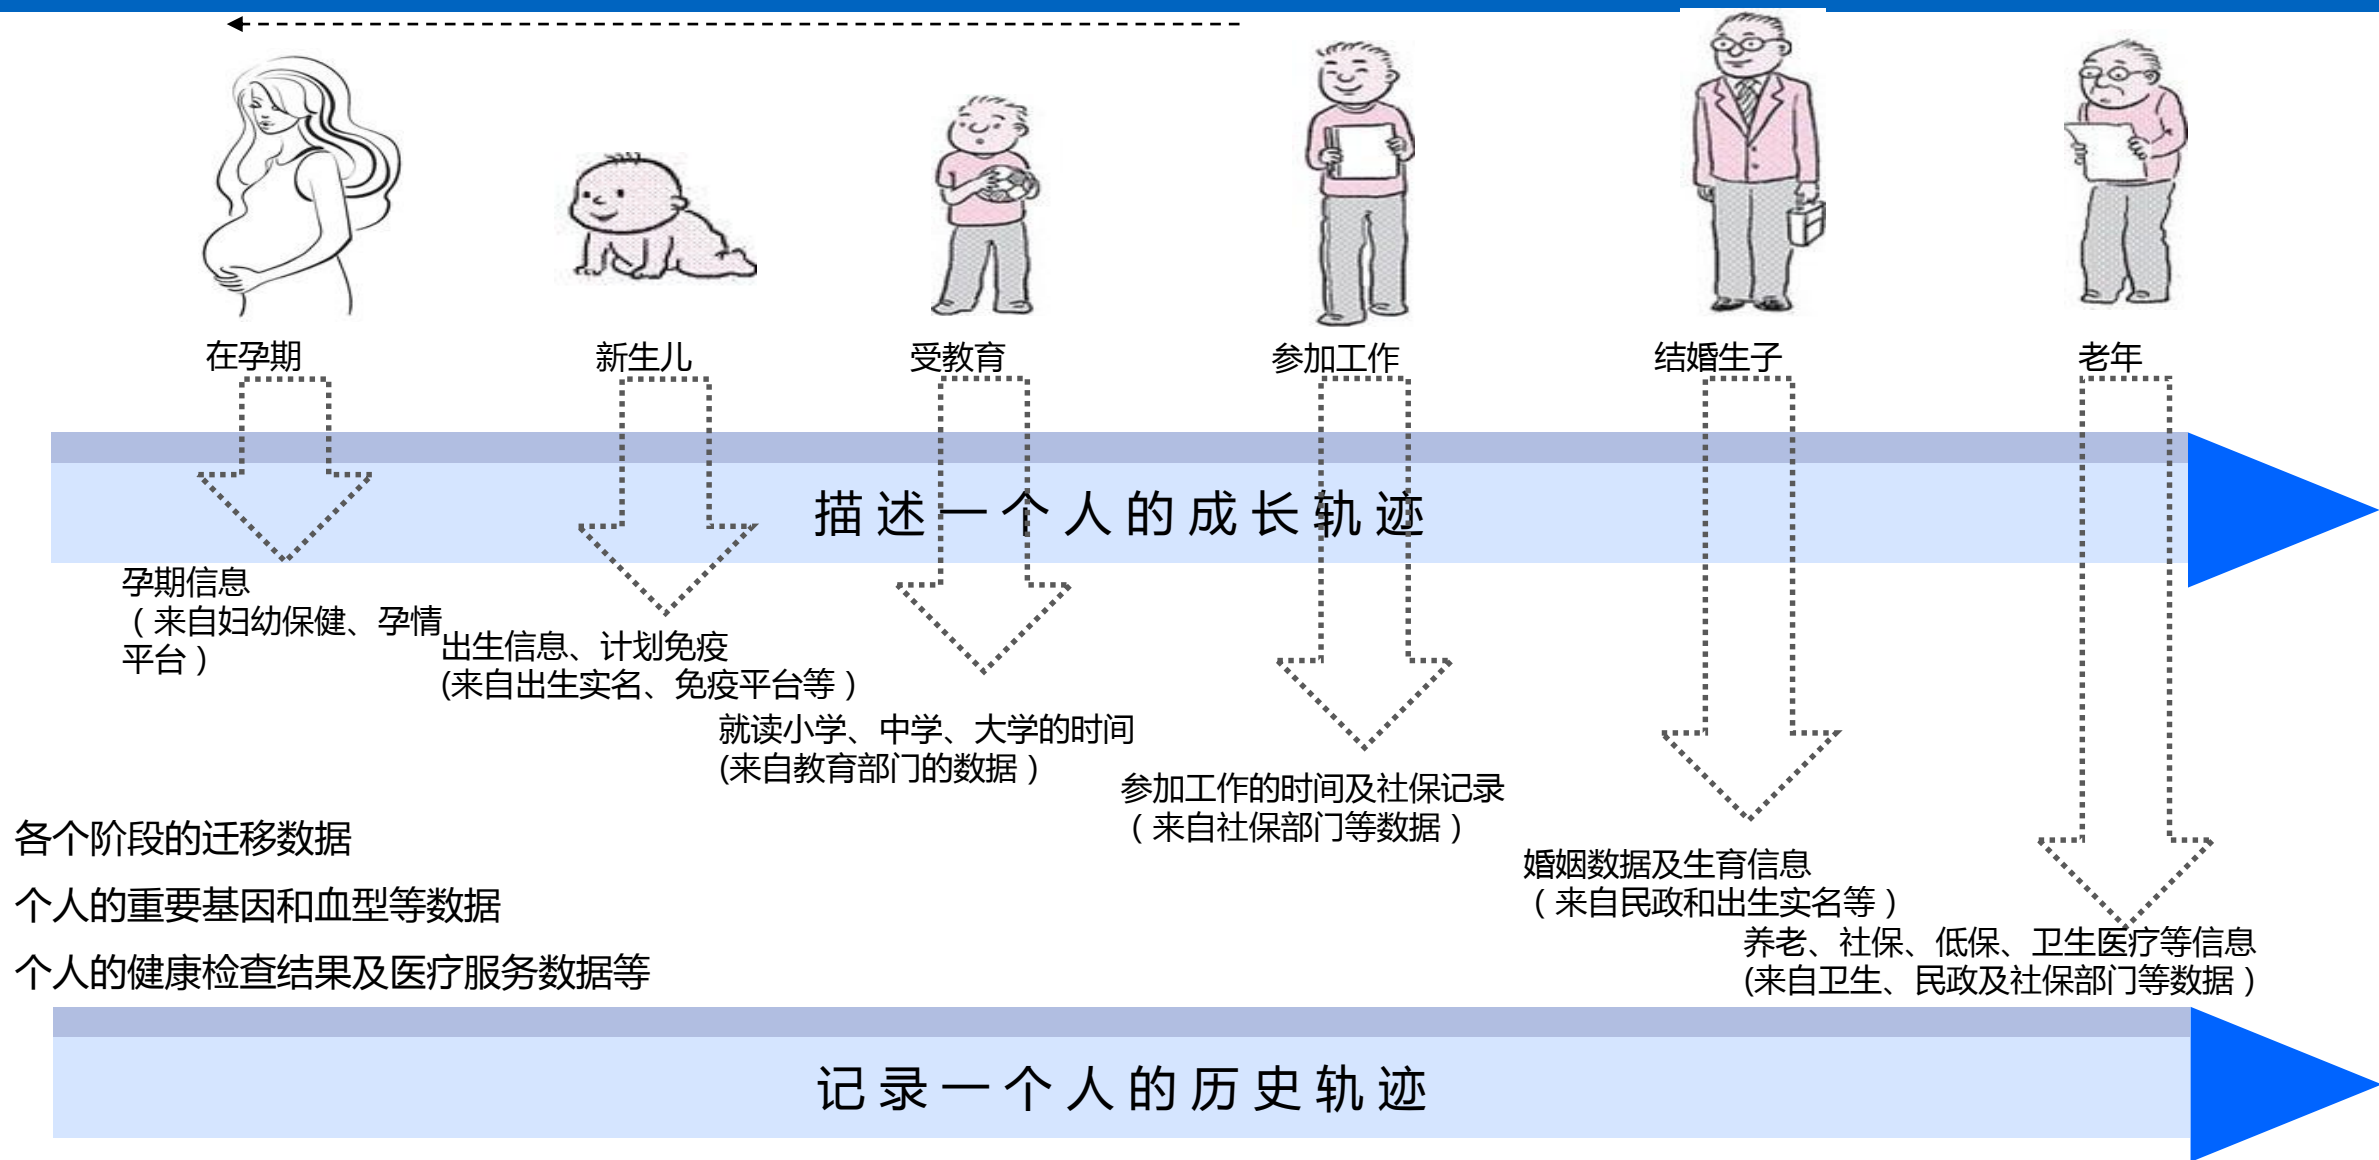 在孕期
新生儿
受教育
参加工作
结婚生子
老年
描述一个人的成长轨迹
孕期信息
（来自妇幼保健、孕情
平台）
出生信息、计划免疫
(来自出生实名、免疫平台等）
就读小学、中学、大学的时间
(来自教育部门的数据）
参加工作的时间及社保记录
（来自社保部门等数据）
婚姻数据及生育信息
（来自民政和出生实名等）
养老、社保、低保、卫生医疗等信息
(来自卫生、民政及社保部门等数据）
各个阶段的迁移数据
个人的重要基因和血型等数据
个人的健康检查结果及医疗服务数据等
记录一个人的历史轨迹